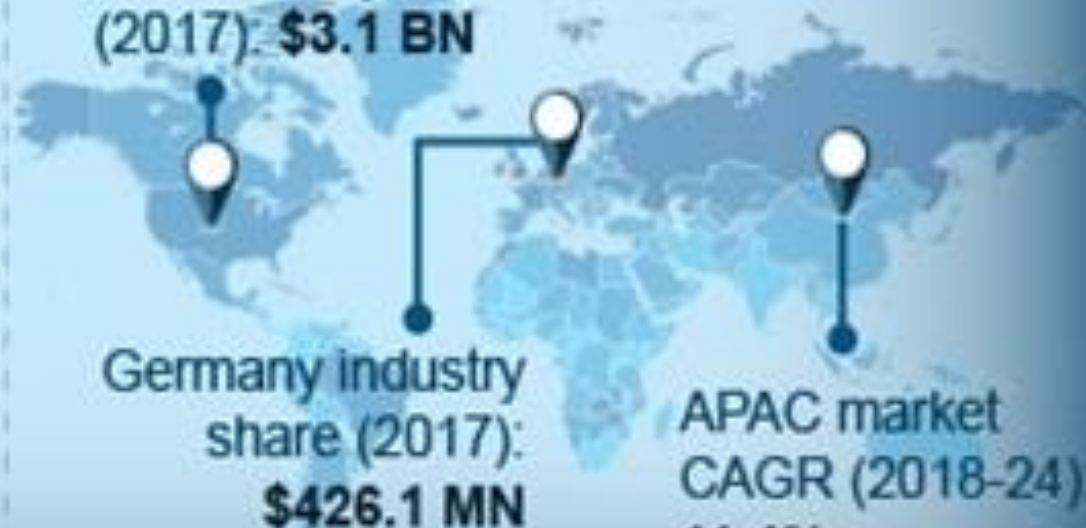 (2017): $3.1 BN
Germany industry
share (2017):
$426.1 MN
APAC market
CAGR (2018-24)